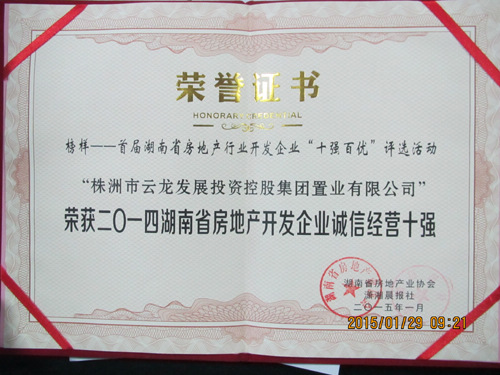 荣誉证书
HONORARY CREDENTIAL
榜样——首届湖南省房地产行业开发企业“十强百优”评选活动
“株洲市云龙发展投资控股集团置业有限公司”
荣获二〇一四湖南省房地产开发企业诚信经营十强
湖南省房地产业协会
潇湘晨报社
二〇一五年一月
2015/01/29 09:21